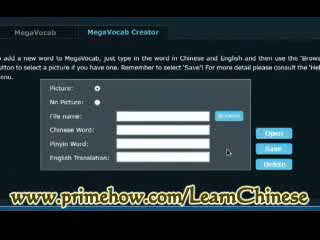 MegaVocab MegaVocab Creator
add a new word to MegaVocab, just type in the word in Chinese and English and then use the 'Brows
utton to select a picture if you have one. Remember to select 'Save'! For more detail please consult the 'Hel
enu.
Picture:
No Picture:
File name: Browse
Chinese Word:
Pinyin Word:
English Translation:
Open
Save
Delete
www.primehow.com/LearnChinese